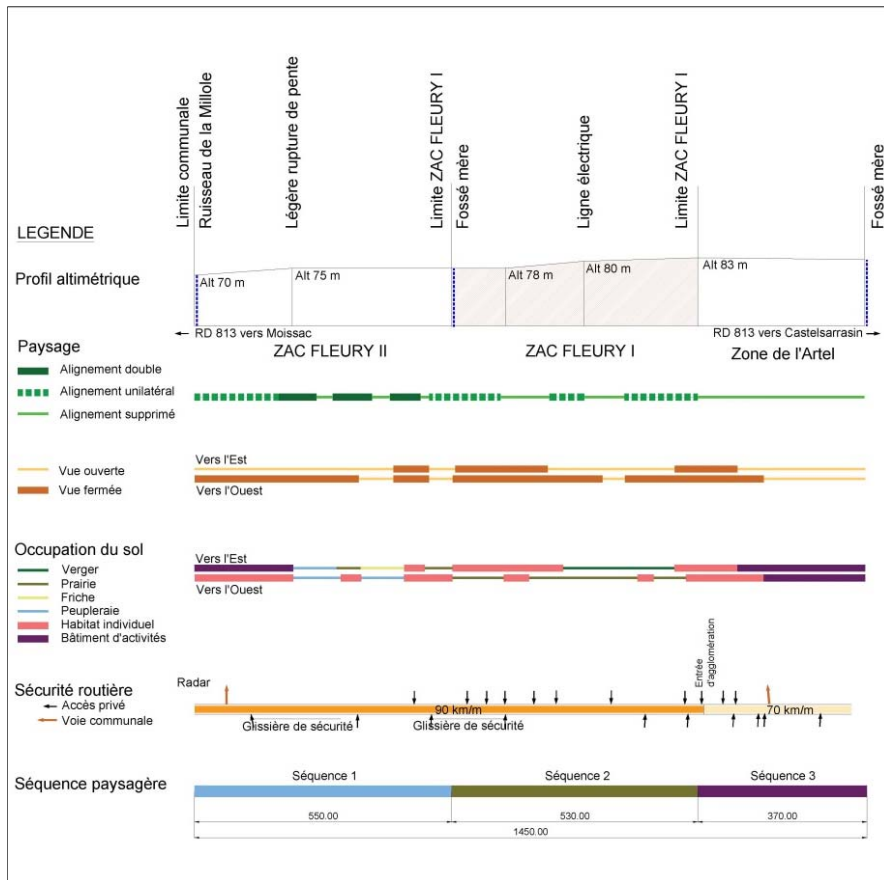 Limite communale
Ruisseau de la Millole
Légère rupture de pente
Limite ZAC FLEURY I
Fossé mère
Ligne électrique
Limite ZAC FLEURY I
Fossé mère
LEGENDE
Profil altimétrique
Alt 70 m
Alt 75 m
Alt 78 m
Alt 80 m
Alt 83 m
RD 813 vers Moissac
RD 813 vers Castelsarrasin
ZAC FLEURY II
ZAC FLEURY I
Zone de l'Artel
Paysage
Alignement double
Alignement unilatéral
Alignement supprimé
Vers l'Est
Vue ouverte
Vue fermée
Vers l'Ouest
Occupation du sol
Vers l'Est
Verger
Prairie
Vers l'Ouest
Friche
Peupleraie
Habitat individuel
Bâtiment d'activités
Entrée
d'agglomération
Sécurité routière
Radar
Accès privé
Voie communale
90 km/m
70 km/m
Glissière de sécurité
Glissière de sécurité
Séquence paysagère
Séquence 1
Séquence 2
Séquence 3
550.00
530.00
370.00
1450.00